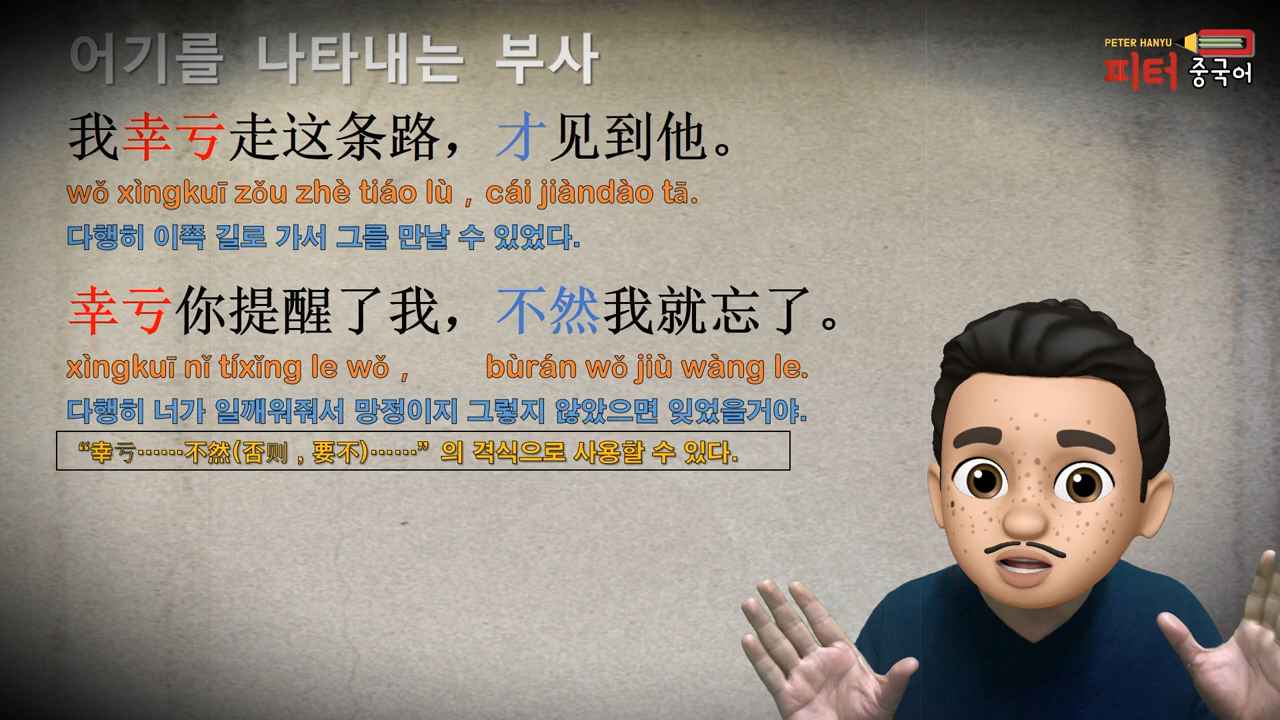 어기를 나타내는 부사
PETER HANYU
피터 중국어
我幸亏走这条路，才见到他。
wǒ xìngkuī zǒu zhè tiáo lù，cái jiàndào tā.
다행히 이쪽 길로 가서 그를 만날 수 있었다.
幸亏你提醒了我，不然我就忘了。
xìngkuī nǐ tíxǐng le wǒ， bùrán wǒ jiù wàng le.
다행히 너가 일깨워줘서 망정이지 그렇지 않았으면 잊었을거야.
“幸亏……不然(否则，要不)……” 의 격식으로 사용할 수 있다.